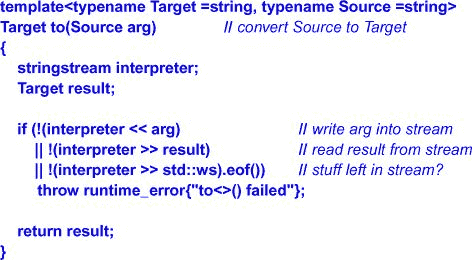 template<typename Target =string, typename Source =string>
Target to(Source arg) // convert Source to Target
{
stringstream interpreter;
Target result;
if (!(interpreter << arg) // write arg into stream
|| !(interpreter >> result) // read result from stream
|| !(interpreter >> std::ws).eof()) // stuff left in stream?
throw runtime_error{"to<>() failed"};
return result;
}